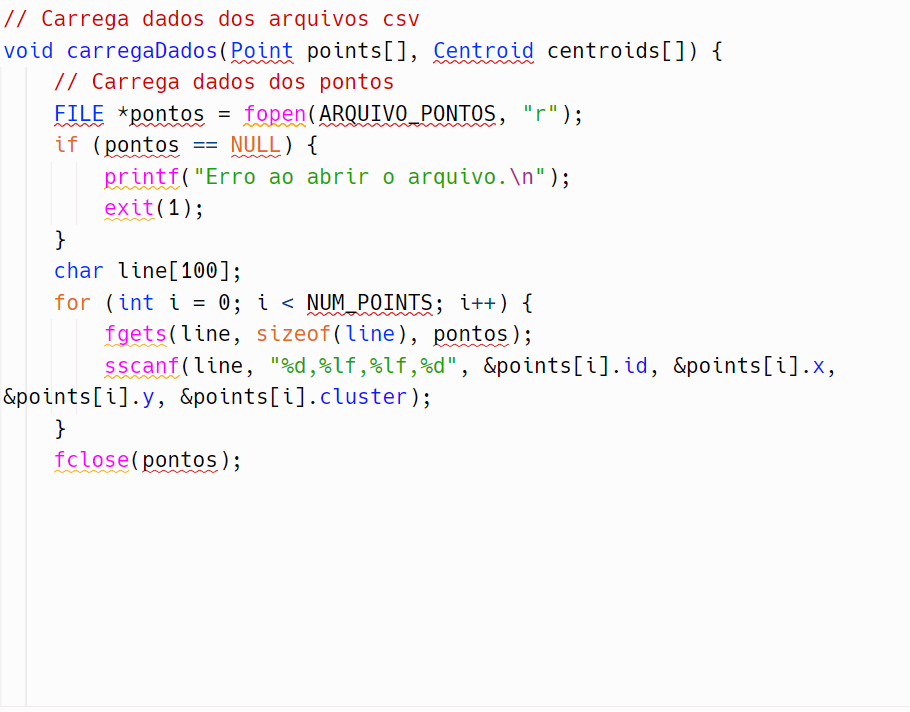 // Carrega dados dos arquivos csv
void carregaDados(Point points[], Centroid centroids[]) {
    // Carrega dados dos pontos
    FILE *pontos = fopen(ARQUIVO_PONTOS, "r");
    if (pontos == NULL) {
        printf("Erro ao abrir o arquivo.\n");
        exit(1);
    }
    char line[100];
    for (int i = 0; i < NUM_POINTS; i++) {
        fgets(line, sizeof(line), pontos);
        sscanf(line, "%d,%lf,%lf,%d", &points[i].id, &points[i].x,
&points[i].y, &points[i].cluster);
    }
    fclose(pontos);